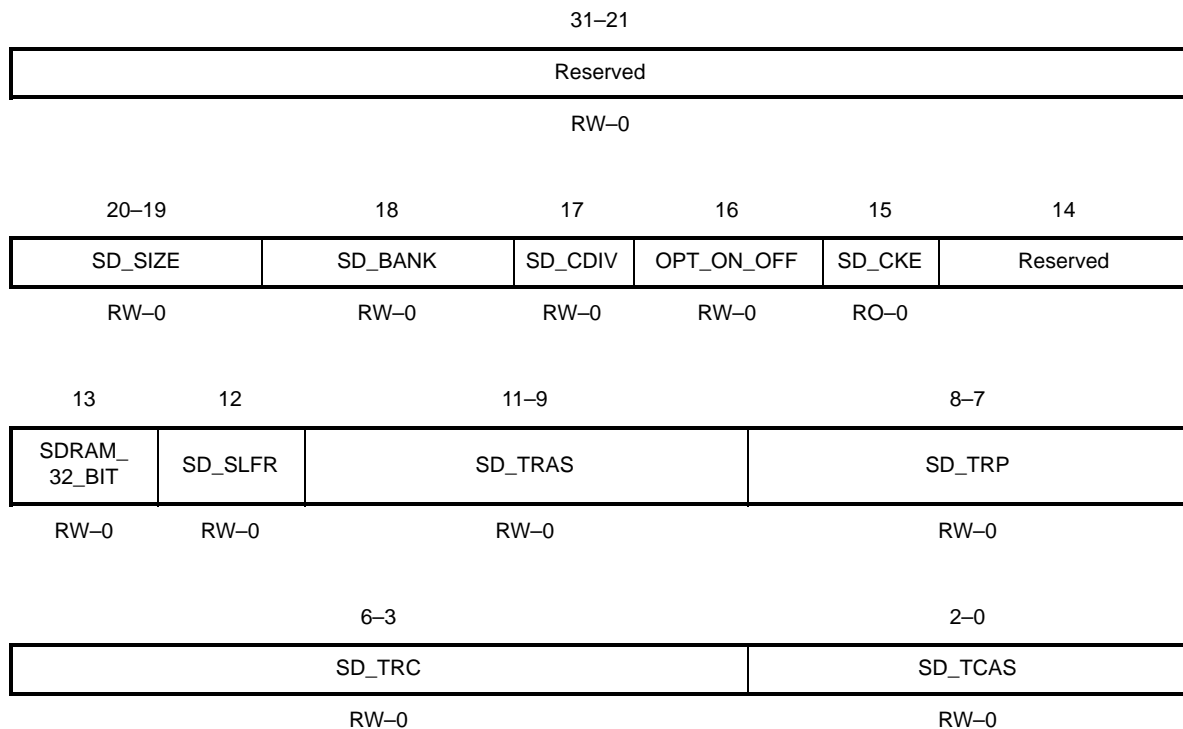 31–21
Reserved
RW–0
20–19 18 17 16 15 14
SD_SIZE SD_BANK SD_CDIV OPT_ON_OFF SD_CKE Reserved
RW–0 RW–0 RW–0 RW–0 RO–0
13 12 11–9 8–7
SDRAM_
32_BIT SD_SLFR SD_TRAS SD_TRP
RW–0 RW–0 RW–0 RW–0
6–3 2–0
SD_TRC SD_TCAS
RW–0 RW–0